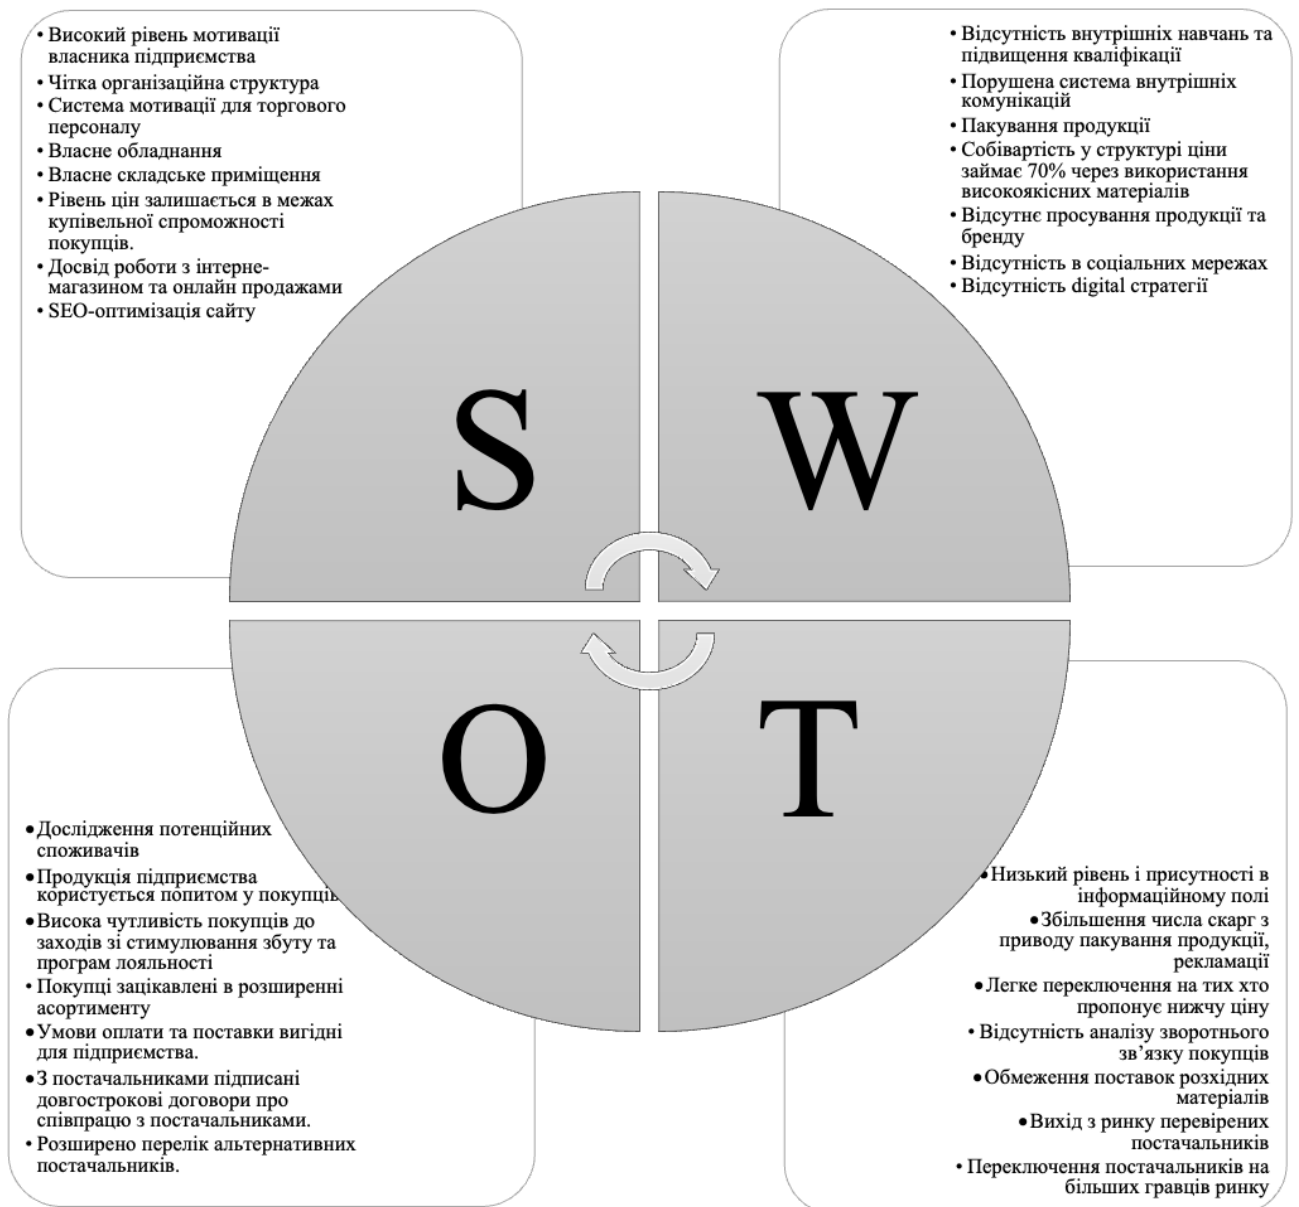 • Високий рівень мотивації
власника підприємства
• Чітка організаційна структура
• Система мотивації для торгового
персоналу
• Власне обладнання
• Власне складське приміщення
• Рівень цін залишається в межах
купівельної спроможності
покупців.
• Досвід роботи з інтерне-
магазином та онлайн продажами
• SEO-оптимізація сайту
• Відсутність внутрішніх навчань та
підвищення кваліфікації
• Порушена система внутрішніх
комунікацій
• Пакування продукції
• Собівартість у структурі ціни
займає 70% через використання
високоякісних матеріалів
• Відсутнє просування продукції та
бренду
• Відсутність в соціальних мережах
• Відсутність digital стратегії
S
W
O
T
• Дослідження потенційних
споживачів
• Продукція підприємства
користується попитом у покупців
• Висока чутливість покупців до
заходів зі стимулювання збуту та
програм лояльності
• Покупці зацікавлені в розширенні
асортименту
• Умови оплати та поставки вигідні
для підприємства.
• З постачальниками підписані
довгострокові договори про
співпрацю з постачальниками.
• Розширено перелік альтернативних
постачальників.
• Низький рівень і присутності в
інформаційному полі
• Збільшення числа скарг з
приводу пакування продукції,
рекламації
• Легке переключення на тих хто
пропонує нижчу ціну
• Відсутність аналізу зворотнього
зв’язку покупців
• Обмеження поставок розхідних
матеріалів
• Вихід з ринку перевірених
постачальників
• Переключення постачальників на
більших гравців ринку